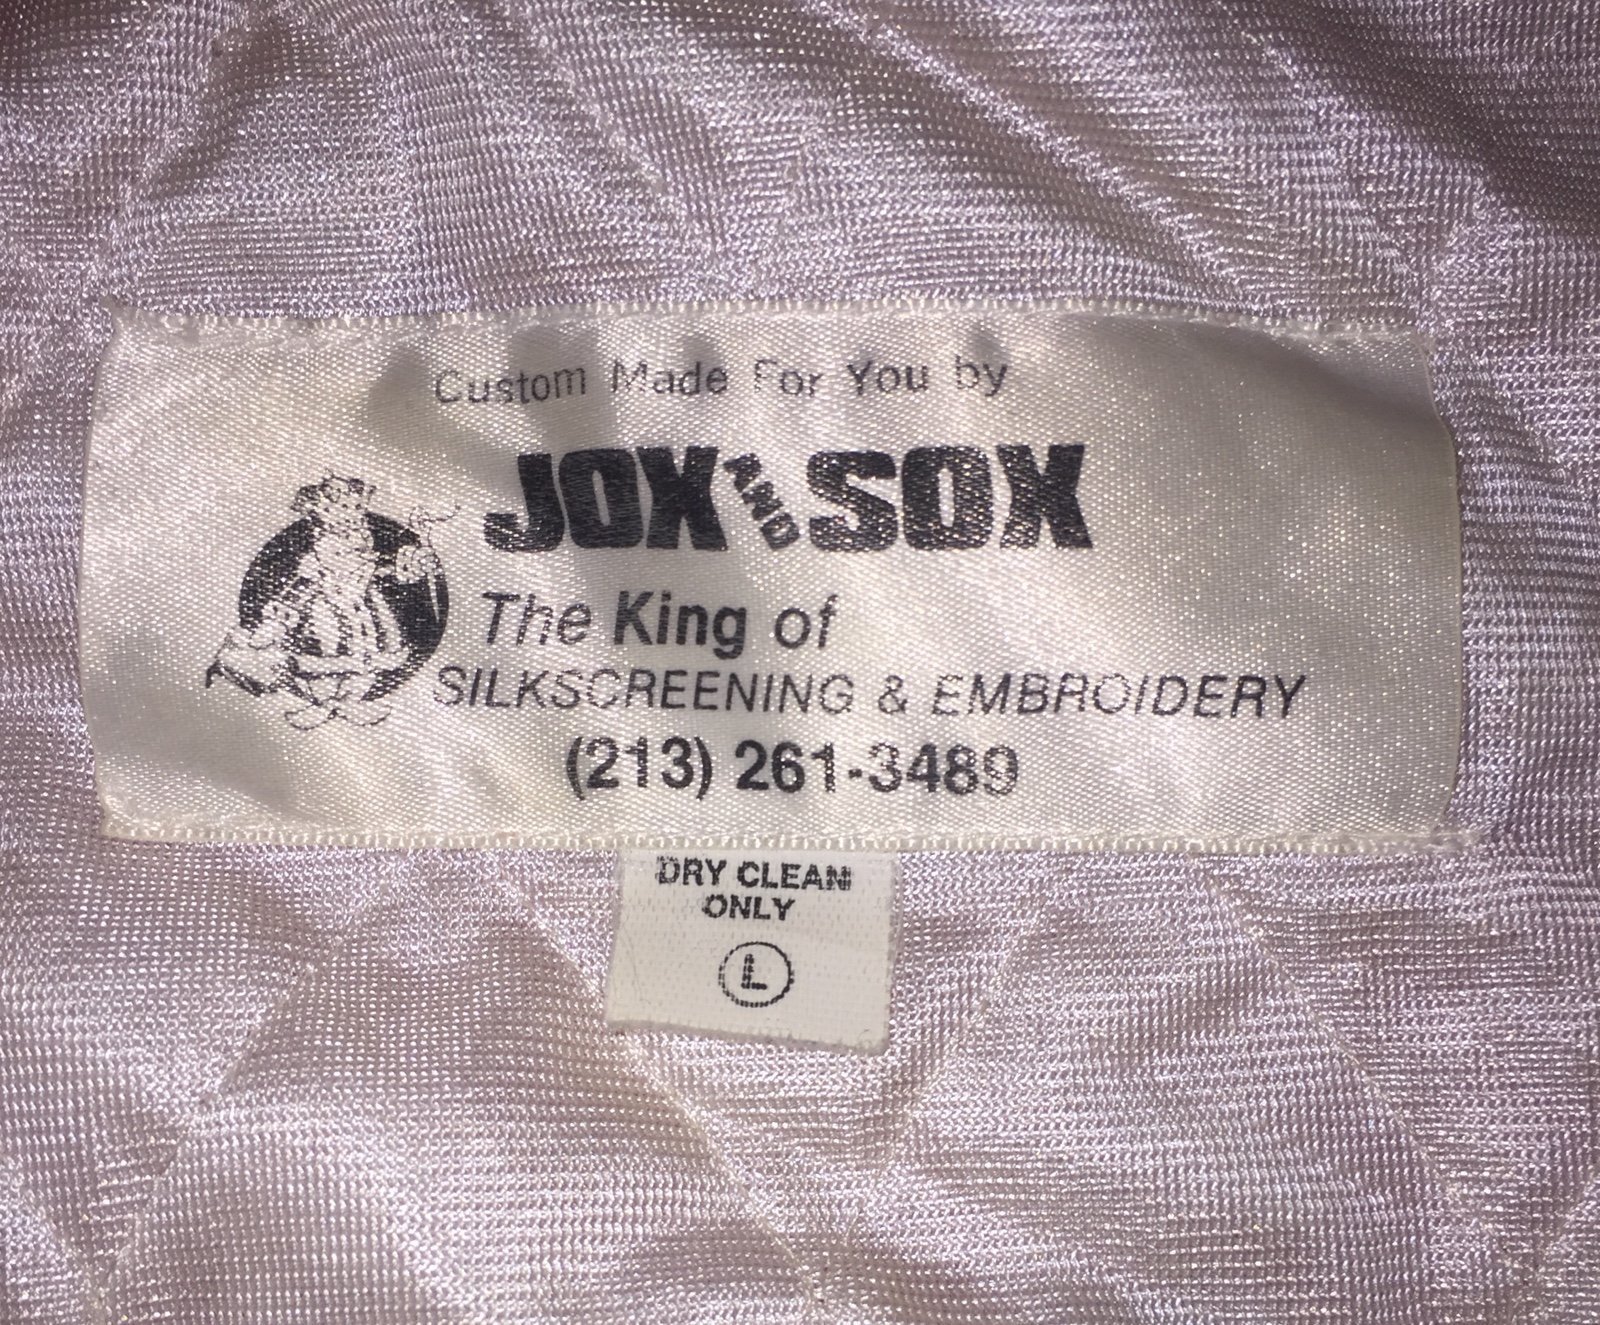 Custom Made For You by
JOX AND SOX
The King of
SILKSCREENING & EMBROIDERY
(213) 261-3489
DRY CLEAN
ONLY
L